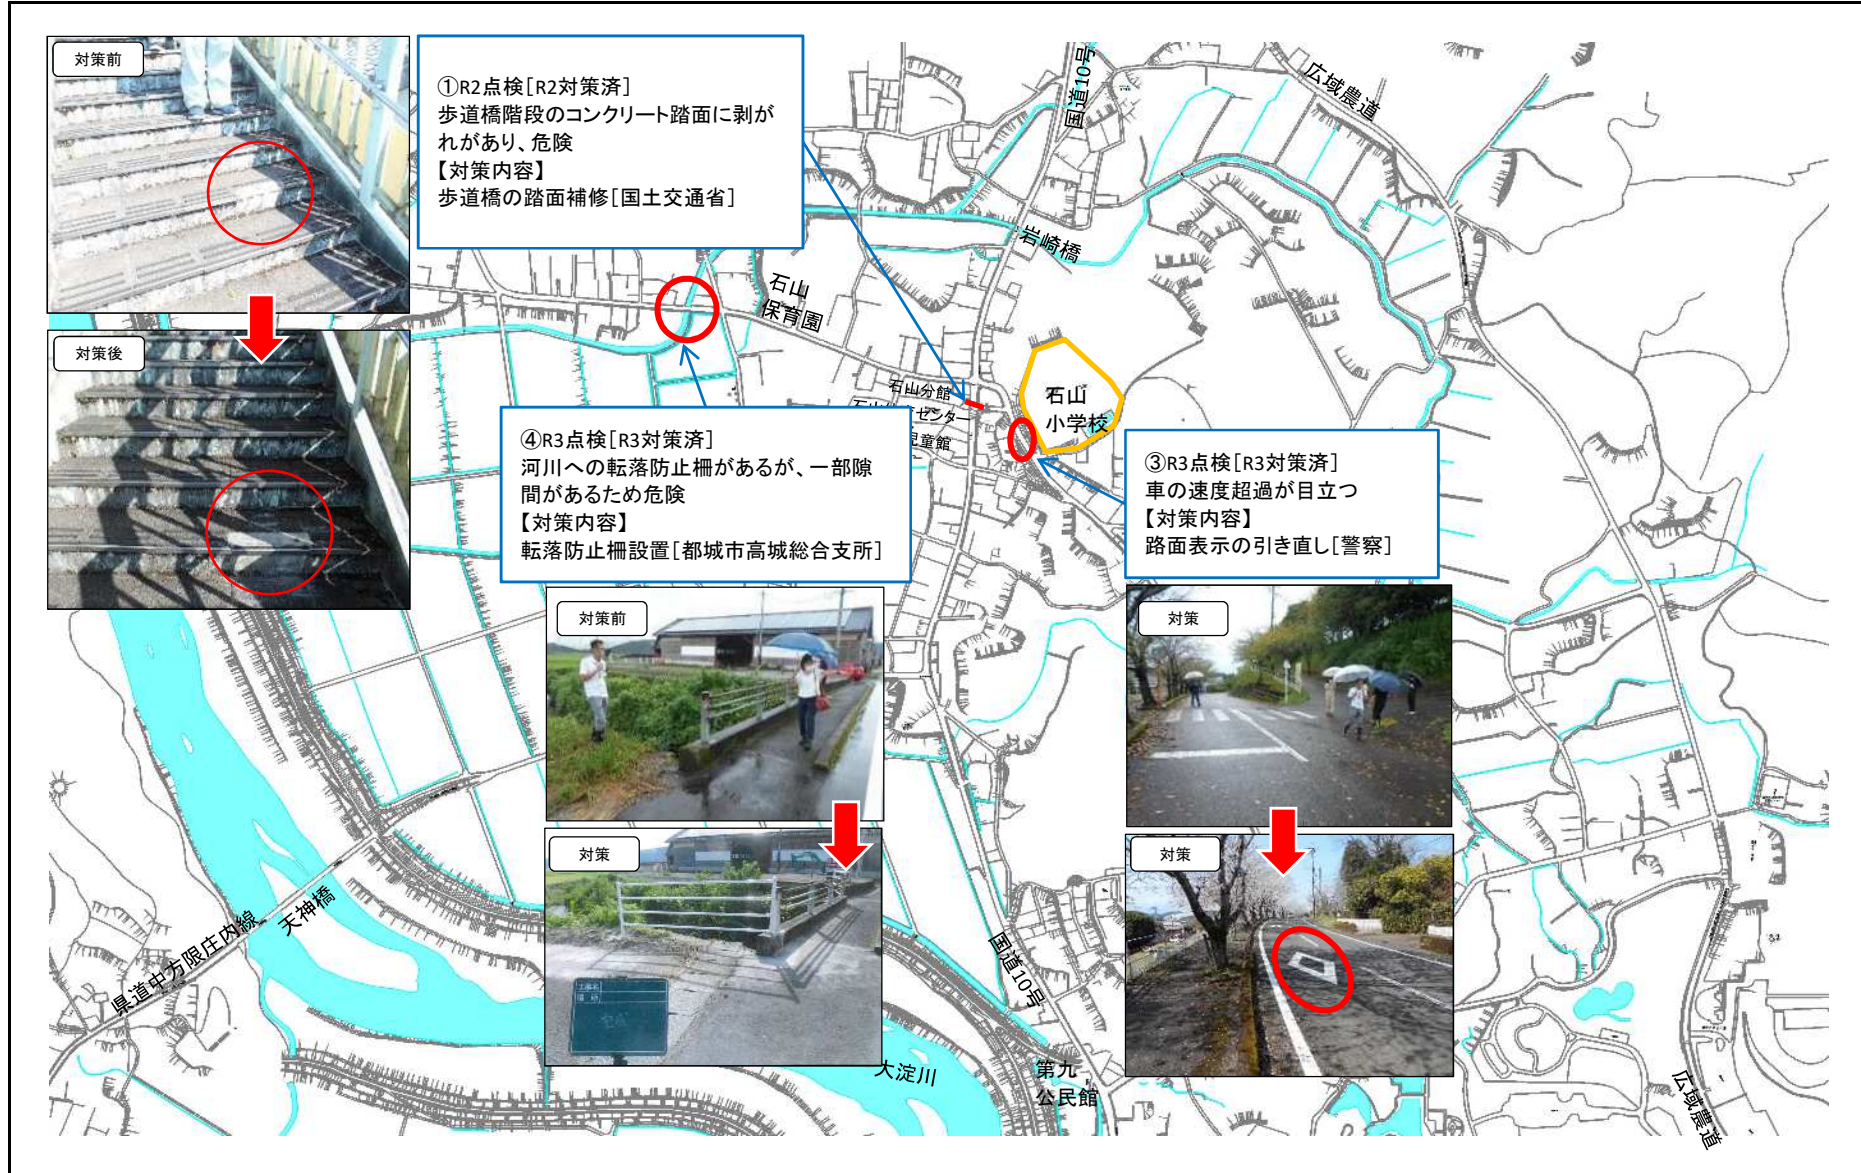 対策前
①R2点検[R2対策済]
歩道橋階段のコンクリート踏面に剥が
れがあり、危険
【対策内容】
歩道橋の踏面補修[国土交通省]
国道10号
広域農道
岩崎橋
石山
保育園
対策後
石山分館
センター
児童館
石山
小学校
④R3点検[R3対策済]
河川への転落防止柵があるが、一部隙
間があるため危険
【対策内容】
転落防止柵設置[都城市高城総合支所]
③R3点検[R3対策済]
車の速度超過が目立つ
【対策内容】
路面表示の引き直し[警察]
対策前
対策
対策
対策
県道中方限庄内線
天神橋
国道10号
大淀川
第九
公民館
広域農道